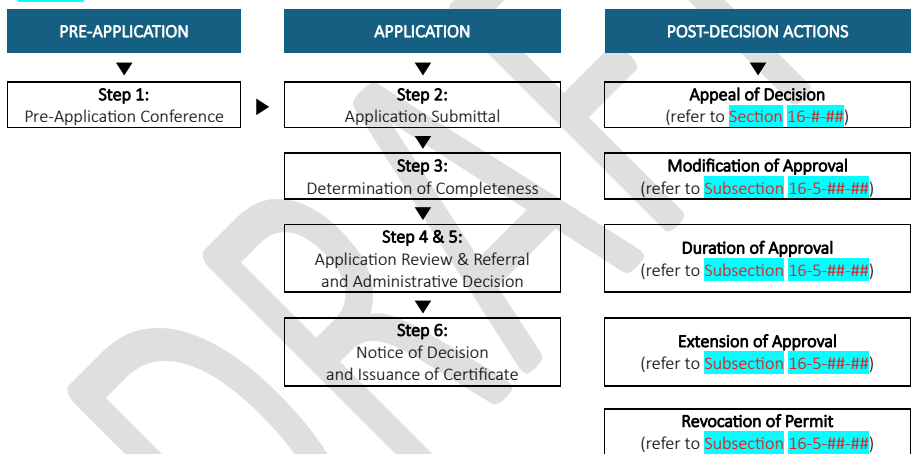 PRE-APPLICATION
Step 1:
Pre-Application Conference
APPLICATION
Step 2:
Application Submittal
Step 3:
Determination of Completeness
Step 4 & 5:
Application Review & Referral
and Administrative Decision
Step 6:
Notice of Decision
and Issuance of Certificate
POST-DECISION ACTIONS
Appeal of Decision
(refer to Section 16-#-##)
Modification of Approval
(refer to Subsection 16-5-##-##)
Duration of Approval
(refer to Subsection 16-5-##-##)
Extension of Approval
(refer to Subsection 16-5-##-##)
Revocation of Permit
(refer to Subsection 16-5-##-##)
DRAFT